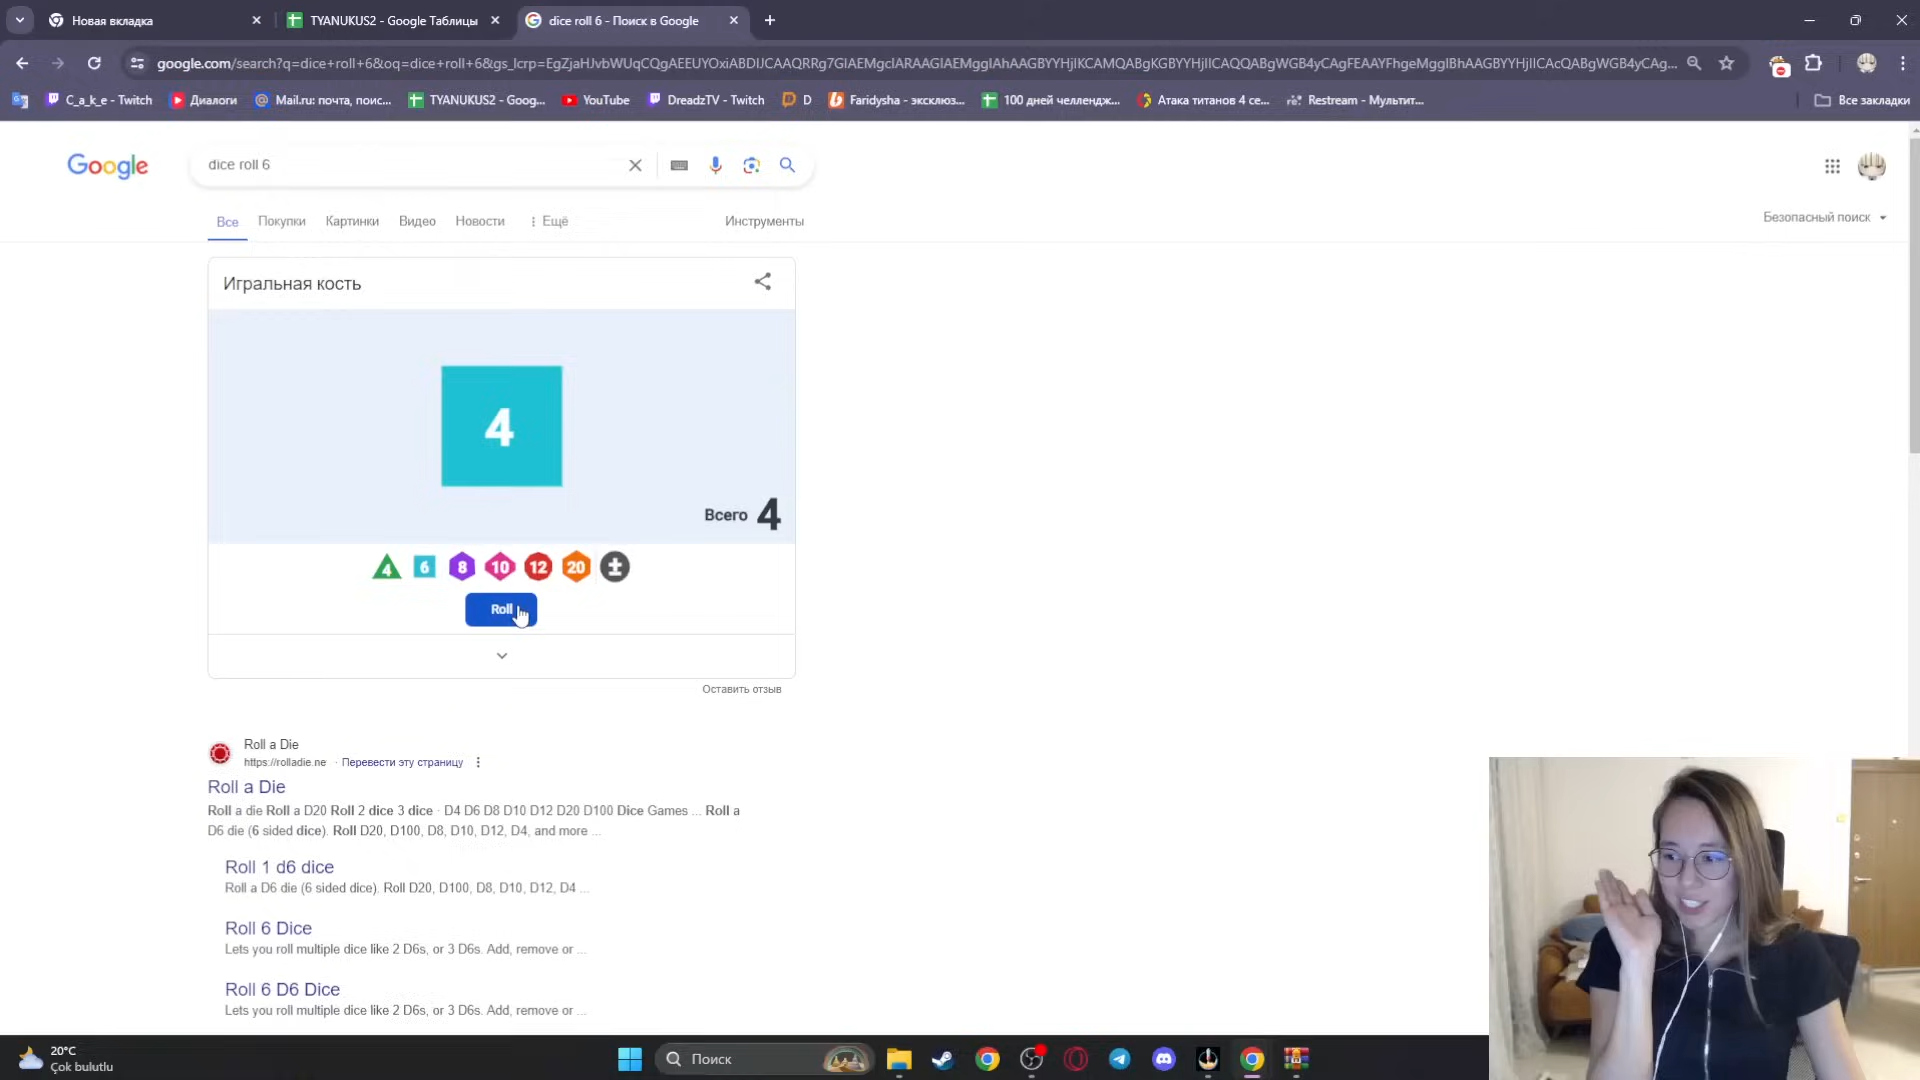 Новая вкладка
TYANUKUS2 - Google Таблицы
dice roll 6 - Поиск в Google
google.com/search?q=dice+roll+6&oq=dice+roll+6&gs_lcrp=
C_a_k_e - Twitch
Диалоги
Mail.ru: почта, поис...
TYANUKUS2 - Goog...
YouTube
DreadzTV - Twitch
D
Faridysha - эксклюз...
100 дней челлендж...
Атака титанов 4 се...
Restream - Мультит...
Все закладки
Google
dice roll 6
Все
Покупки
Картинки
Видео
Новости
Ещё
Инструменты
Безопасный поиск
Игральная кость
4
Всего 4
4 6 8 10 12 20 ±
Roll
Оставить отзыв
Roll a Die
https://rolladie.ne · Перевести эту страницу
Roll a Die
Roll a die Roll a D20 Roll 2 dice 3 dice · D4 D6 D8 D10 D12 D20 D100 Dice Games ... Roll a
D6 die (6 sided dice). Roll D20, D100, D8, D10, D12, D4, and more ...
Roll 1 d6 dice
Roll a D6 die (6 sided dice). Roll D20, D100, D8, D10, D12, D4 ...
Roll 6 Dice
Lets you roll multiple dice like 2 D6s, or 3 D6s. Add, remove or ...
Roll 6 D6 Dice
Lets you roll multiple dice like 2 D6s, or 3 D6s. Add, remove or ...
20°C
Çok bulutlu
Поиск